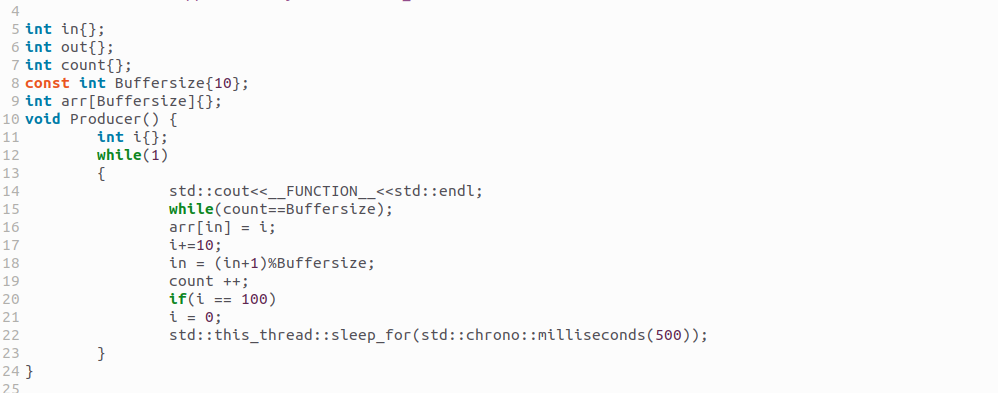 4
5 int in{};
6 int out{};
7 int count{};
8 const int Buffersize{10};
9 int arr[Buffersize]{};
10 void Producer() {
11         int i{};
12         while(1)
13         {
14                 std::cout<<__FUNCTION__<<std::endl;
15                 while(count==Buffersize);
16                 arr[in] = i;
17                 i+=10;
18                 in = (in+1)%Buffersize;
19                 count ++;
20                 if(i == 100)
21                 i = 0;
22                 std::this_thread::sleep_for(std::chrono::milliseconds(500));
23         }
24 }
25